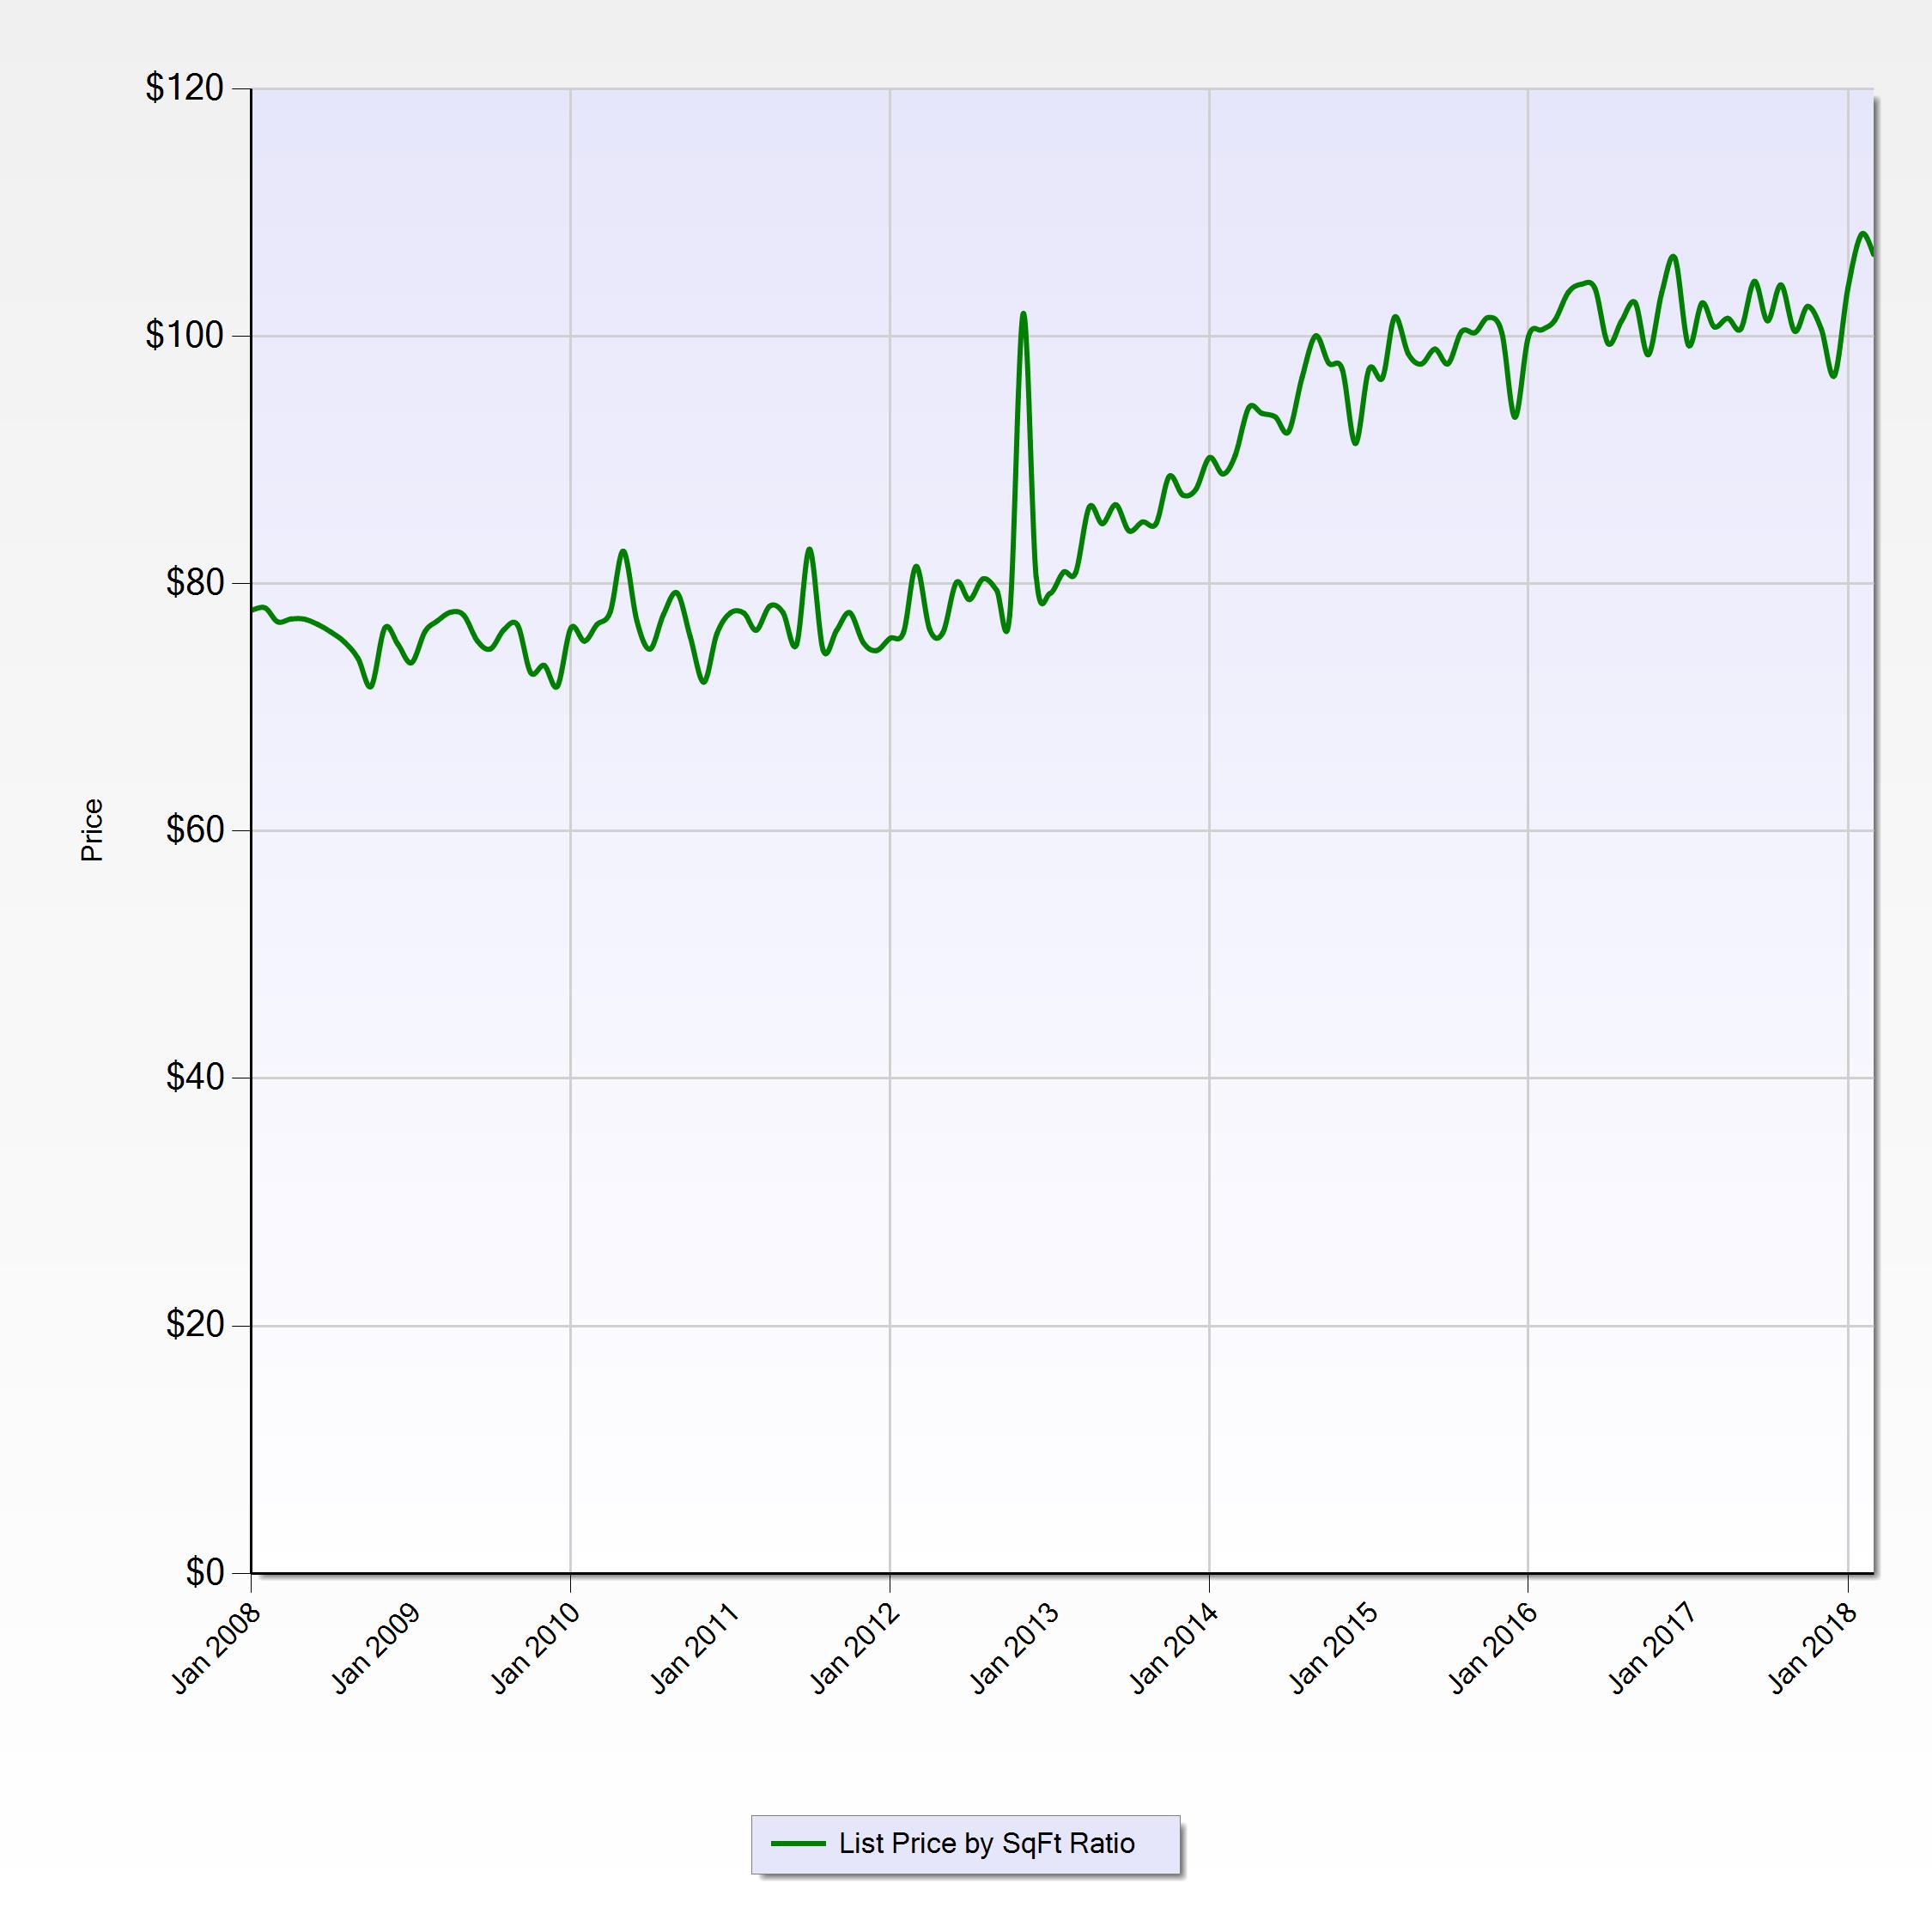 $120
$100
$80
$60
$40
$20
$0
Price
Jan 2008
Jan 2009
Jan 2010
Jan 2011
Jan 2012
Jan 2013
Jan 2014
Jan 2015
Jan 2016
Jan 2017
Jan 2018
List Price by SqFt Ratio